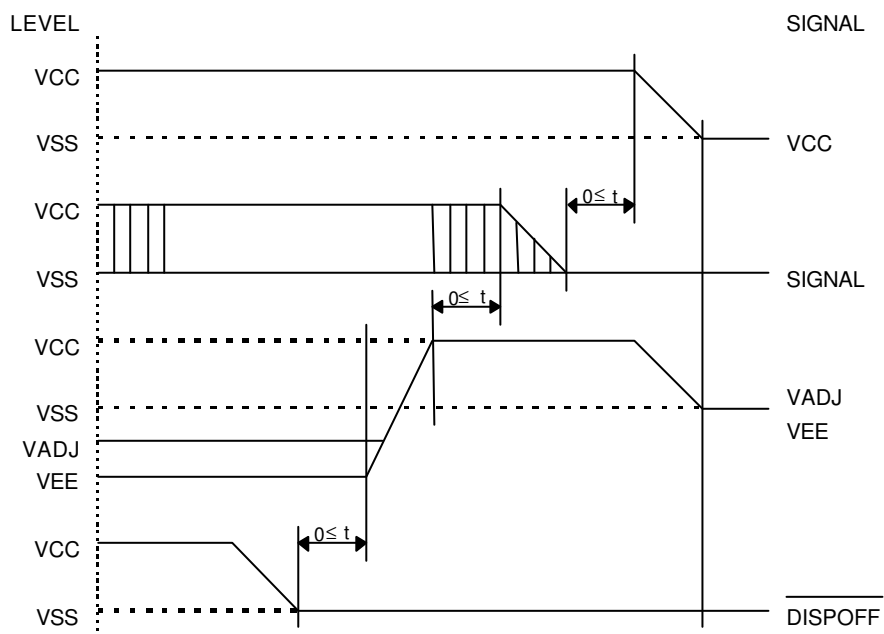 LEVEL SIGNAL
VCC
VSS VCC
VCC 0≤ t
VSS SIGNAL
0≤ t
VCC
VSS VADJ
VADJ VEE
VEE
0≤ t
VCC
VSS DISPOFF